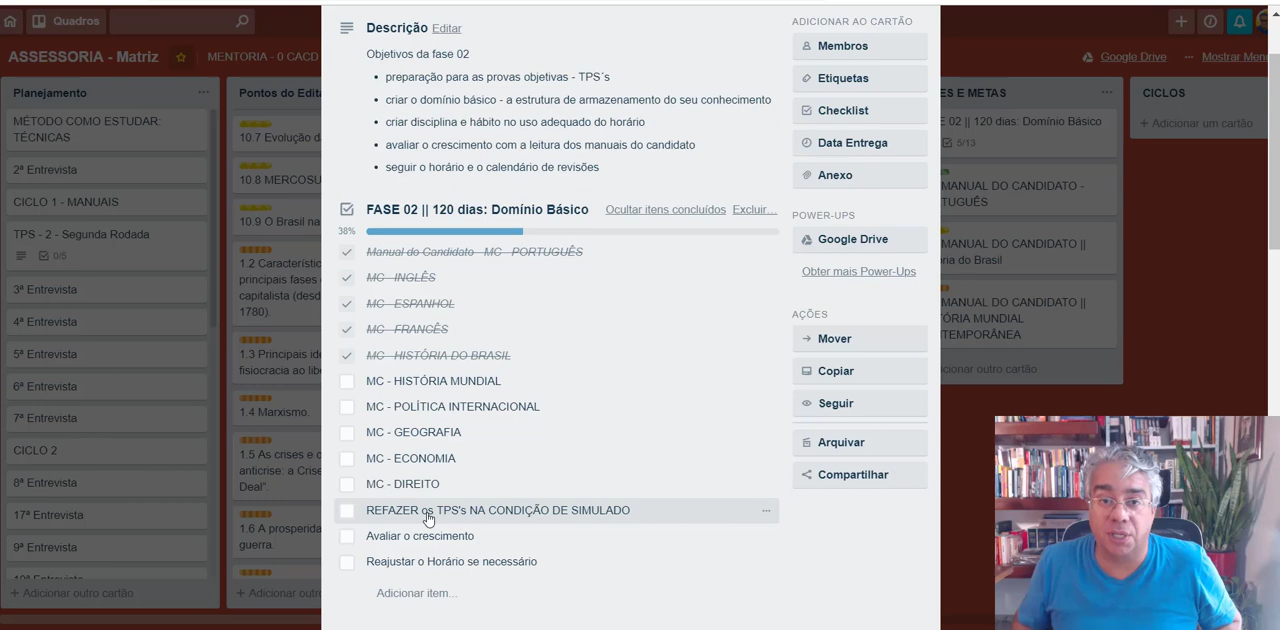 Quadros
ASSESSORIA - Matriz
MENTORIA - 0 CACD
Google Drive
Mostrar Menu
Planejamento
MÉTODO COMO ESTUDAR:
TÉCNICAS
2ª Entrevista
CICLO 1 - MANUAIS
TPS - 2 - Segunda Rodada
0/5
3ª Entrevista
4ª Entrevista
5ª Entrevista
6ª Entrevista
7ª Entrevista
CICLO 2
8ª Entrevista
17ª Entrevista
9ª Entrevista
+ Adicionar outro cartão
Pontos do Edita
10.7 Evolução da
10.8 MERCOSU
10.9 O Brasil na
1.2 Característic
principais fases d
capitalista (desd
1780).
1.3 Principais ide
fisiocracia ao libe
1.4 Marxismo.
1.5 As crises e o
anticrise: a Crise
Deal".
1.6 A prosperida
guerra.
+ Adicionar outro
Descrição Editar
Objetivos da fase 02
• preparação para as provas objetivas - TPS´s
• criar o domínio básico - a estrutura de armazenamento do seu conhecimento
• criar disciplina e hábito no uso adequado do horário
• avaliar o crescimento com a leitura dos manuais do candidato
• seguir o horário e o calendário de revisões
FASE 02 || 120 dias: Domínio Básico Ocultar itens concluídos Excluir…
38%
Manual do Candidato - MC - PORTUGUÊS
MC - INGLÊS
MC - ESPANHOL
MC - FRANCÊS
MC - HISTÓRIA DO BRASIL
MC - HISTÓRIA MUNDIAL
MC - POLÍTICA INTERNACIONAL
MC - GEOGRAFIA
MC - ECONOMIA
MC - DIREITO
REFAZER os TPS's NA CONDIÇÃO DE SIMULADO
Avaliar o crescimento
Reajustar o Horário se necessário
Adicionar item…
ADICIONAR AO CARTÃO
Membros
Etiquetas
Checklist
Data Entrega
Anexo
POWER-UPS
Google Drive
Obter mais Power-Ups
AÇÕES
Mover
Copiar
Seguir
Arquivar
Compartilhar
ES E METAS
E 02 || 120 dias: Domínio Básico
5/13
MANUAL DO CANDIDATO -
TUGUÊS
MANUAL DO CANDIDATO ||
ria do Brasil
MANUAL DO CANDIDATO ||
TÓRIA MUNDIAL
TEMPORÂNEA
icionar outro cartão
CICLOS
+ Adicionar um cartão